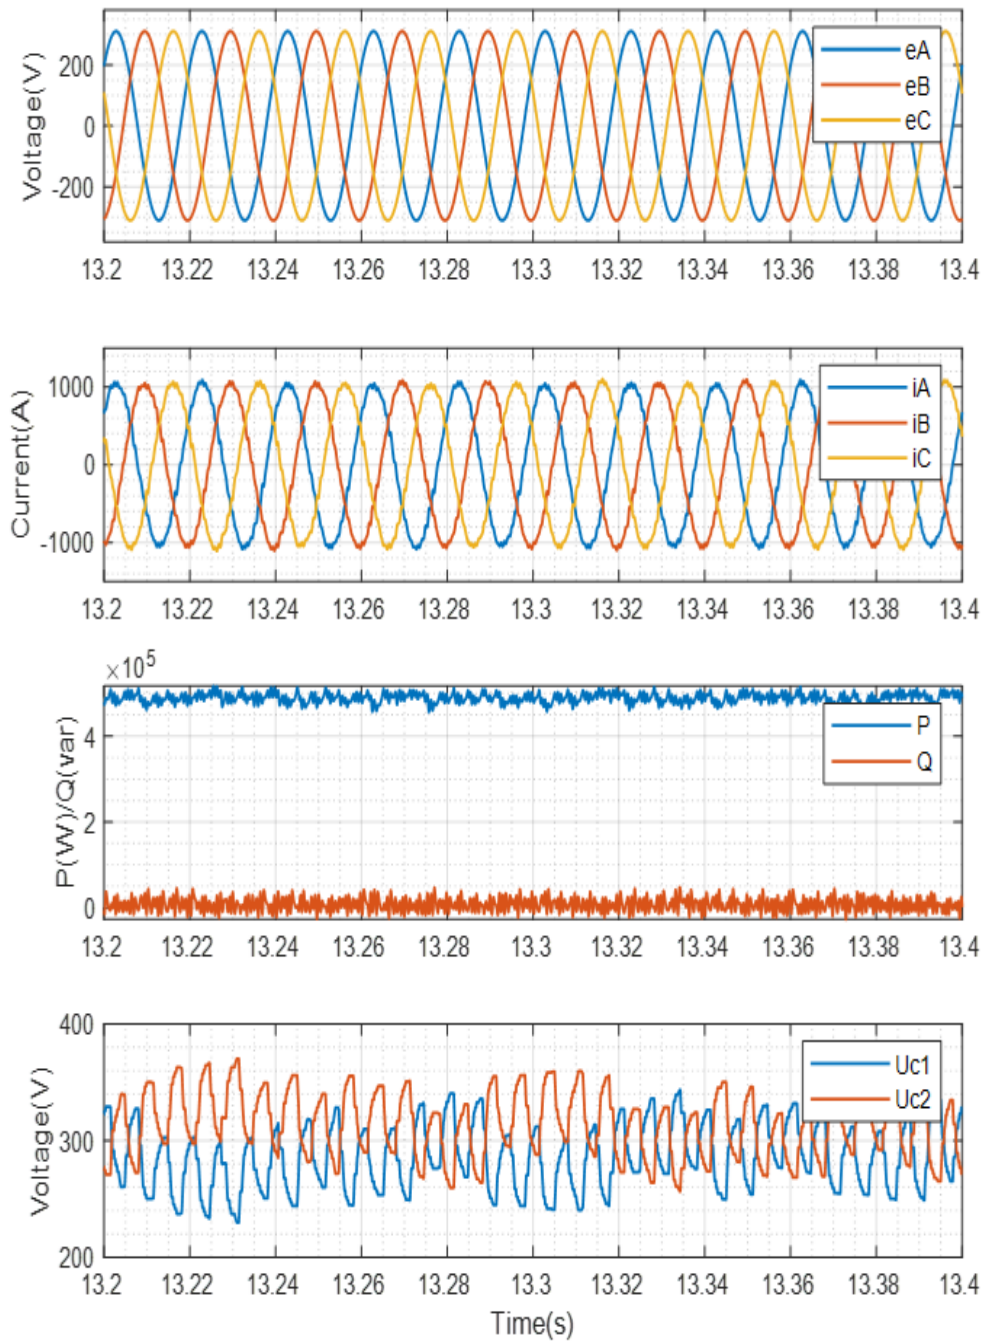 Voltage(V)
200
0
-200
eA
eB
eC
13.2 13.22 13.24 13.26 13.28 13.3 13.32 13.34 13.36 13.38 13.4
Current(A)
1000
0
-1000
iA
iB
iC
13.2 13.22 13.24 13.26 13.28 13.3 13.32 13.34 13.36 13.38 13.4
×10⁵
P(W)/Q(var)
4
2
0
P
Q
13.2 13.22 13.24 13.26 13.28 13.3 13.32 13.34 13.36 13.38 13.4
Voltage(V)
400
300
200
Uc1
Uc2
13.2 13.22 13.24 13.26 13.28 13.3 13.32 13.34 13.36 13.38 13.4
Time(s)